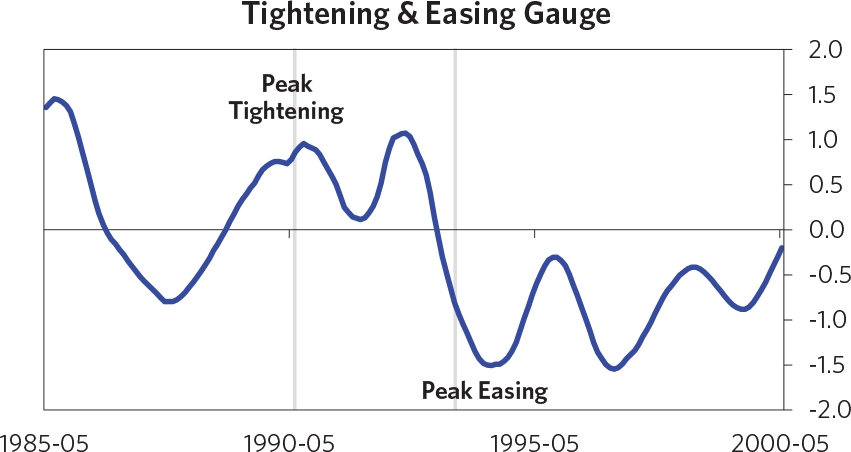 Tightening & Easing Gauge
2.0
Peak
Tightening
1.5
1.0
0.5
0.0
-0.5
-1.0
-1.5
Peak Easing
-2.0
1985-05 1990-05 1995-05 2000-05